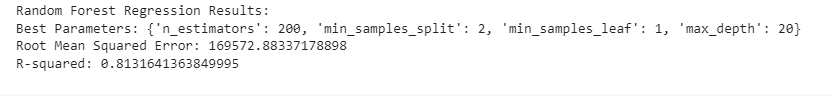 Random Forest Regression Results:
Best Parameters: {'n_estimators': 200, 'min_samples_split': 2, 'min_samples_leaf': 1, 'max_depth': 20}
Root Mean Squared Error: 169572.88337178898
R-squared: 0.8131641363849995